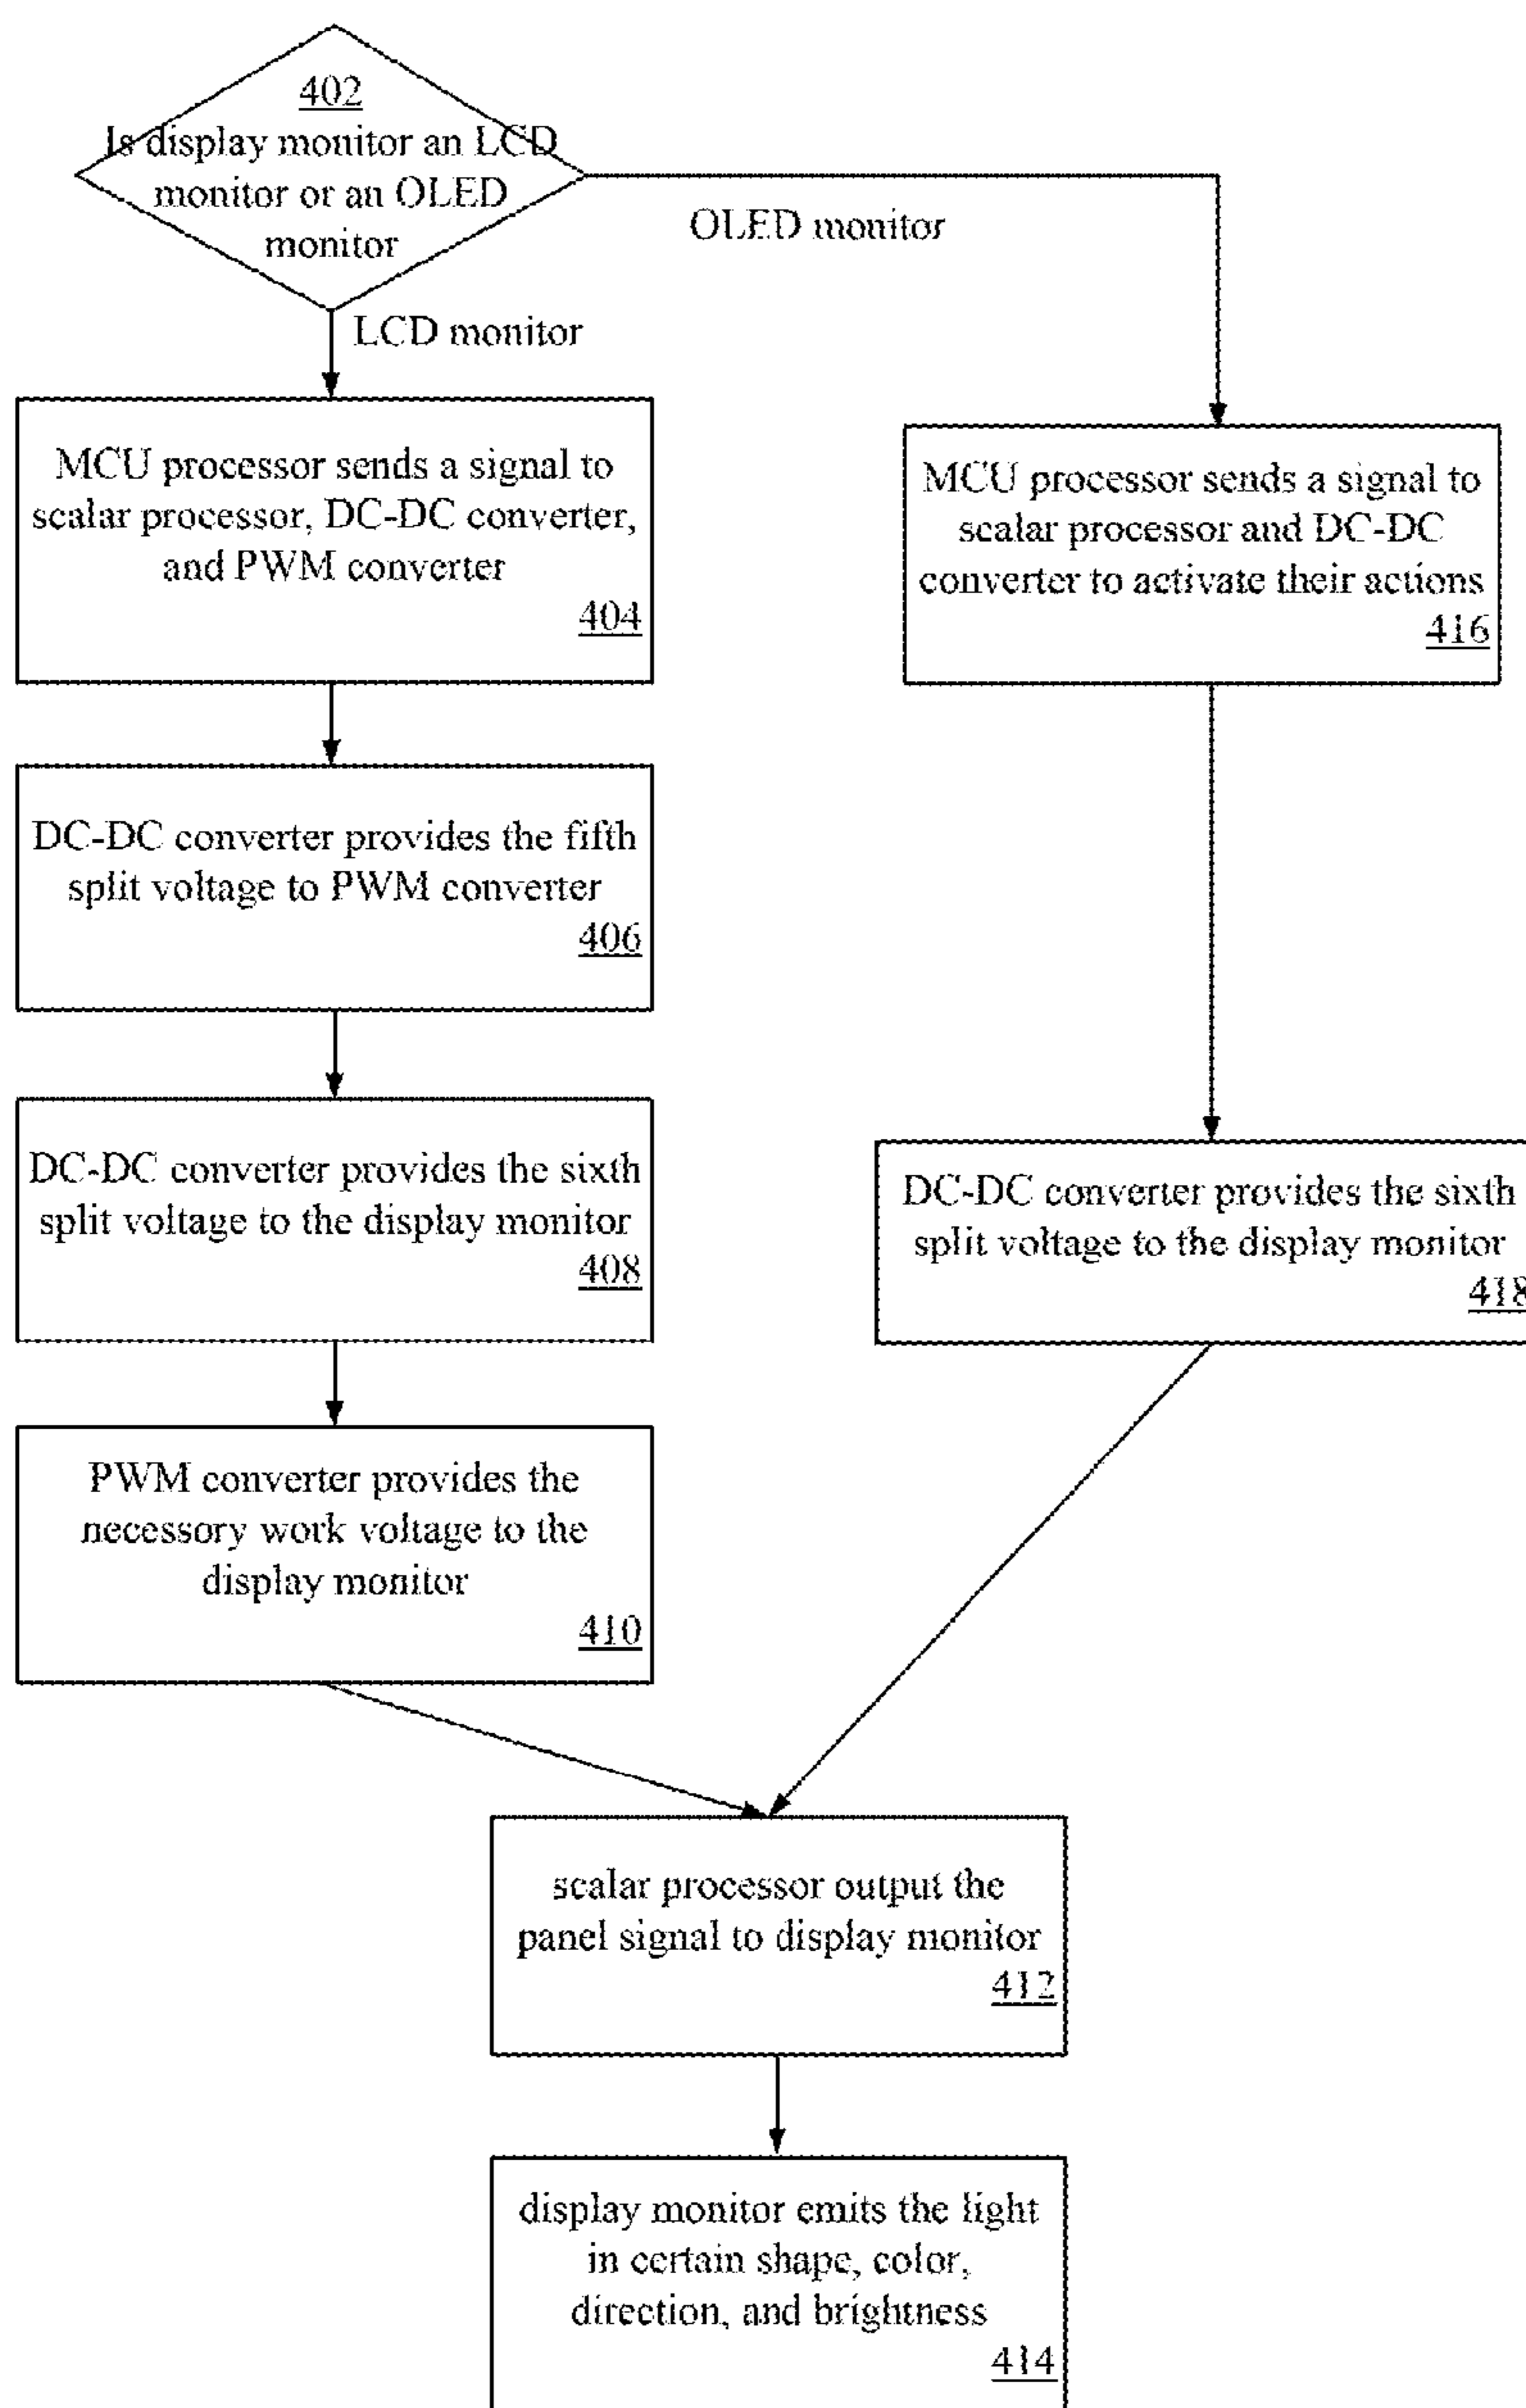 402
Is display monitor an LCD
monitor or an OLED
monitor
OLED monitor
LCD monitor
MCU processor sends a signal to
scalar processor, DC-DC converter,
and PWM converter
404
MCU processor sends a signal to
scalar processor and DC-DC
converter to activate their actions
416
DC-DC converter provides the fifth
split voltage to PWM converter
406
DC-DC converter provides the sixth
split voltage to the display monitor
408
DC-DC converter provides the sixth
split voltage to the display monitor
418
PWM converter provides the
necessory work voltage to the
display monitor
410
scalar processor output the
panel signal to display monitor
412
display monitor emits the light
in certain shape, color,
direction, and brightness
414